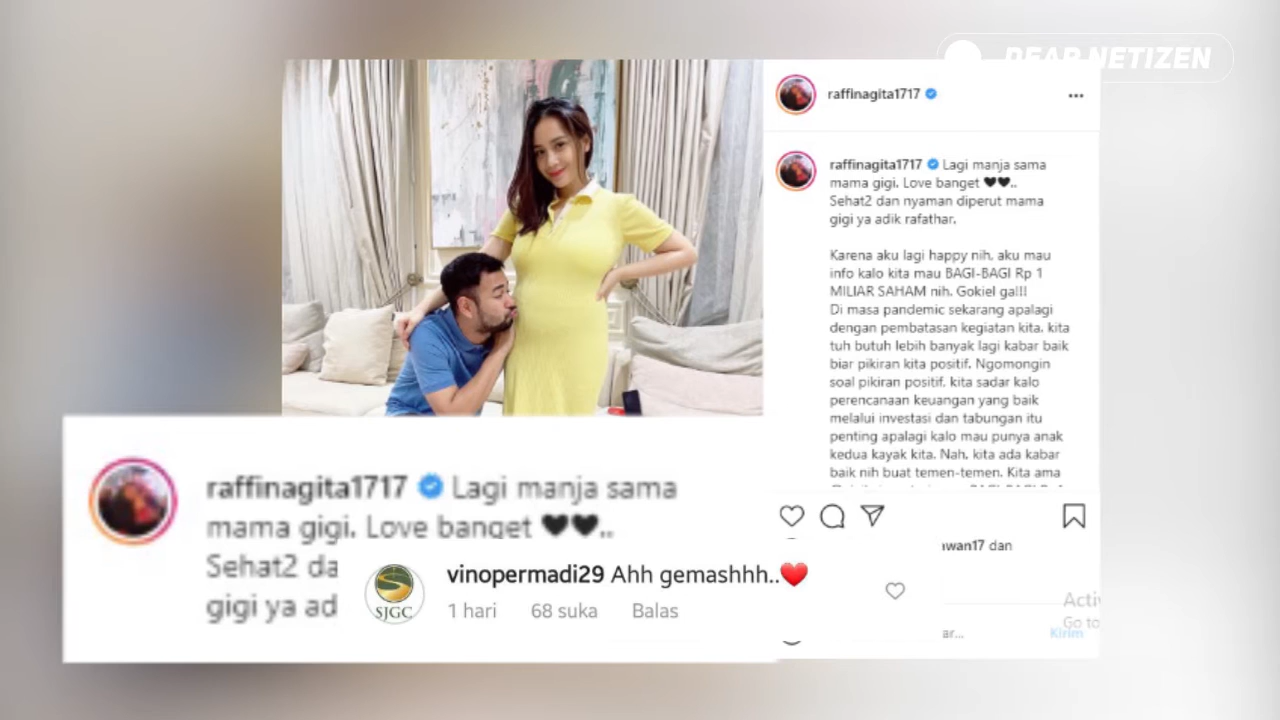 DEAR NETIZEN
raffinagita1717
raffinagita1717 Lagi manja sama
mama gigi. Love banget 🖤🖤..
Sehat2 dan nyaman diperut mama
gigi ya adik rafathar.
Karena aku lagi happy nih, aku mau
info kalo kita mau BAGI-BAGI Rp 1
MILIAR SAHAM nih. Gokiel ga!!!
Di masa pandemic sekarang apalagi
dengan pembatasan kegiatan kita, kita
tuh butuh lebih banyak lagi kabar baik
biar pikiran kita positif. Ngomongin
soal pikiran positif, kita sadar kalo
perencanaan keuangan yang baik
melalui investasi dan tabungan itu
penting apalagi kalo mau punya anak
kedua kayak kita. Nah, kita ada kabar
baik nih buat temen-temen. Kita ama
awan17 dan
Activ
Go to
ar...
Kirim
raffinagita1717 Lagi manja sama
mama gigi. Love banget 🖤🖤..
Sehat2 da
gigi ya ad
SJGC
vinopermadi29 Ahh gemashhh..❤️
1 hari 68 suka Balas